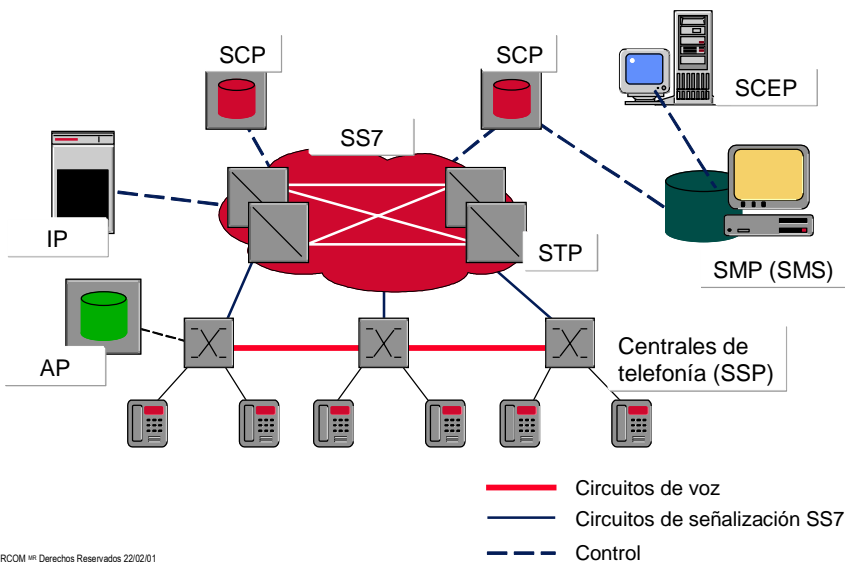 SCP
SCP
SCEP
SS7
IP
STP
SMP (SMS)
AP
Centrales de
telefonía (SSP)
Circuitos de voz
Circuitos de señalización SS7
Control
RCOM MR Derechos Reservados 22/02/01